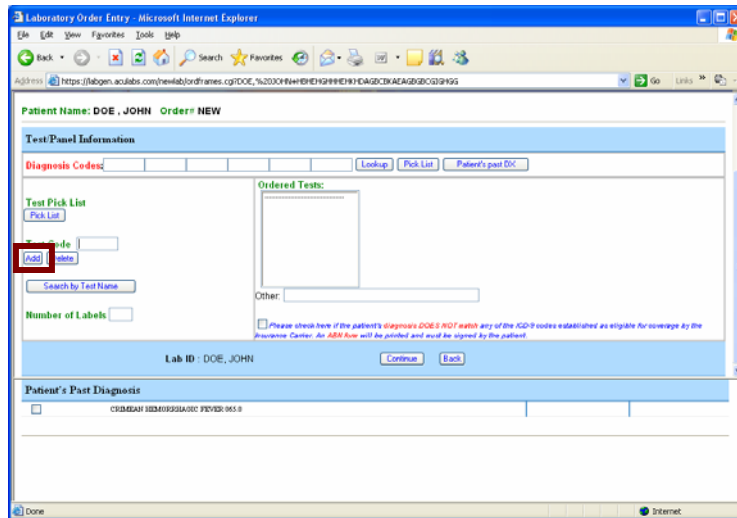 Laboratory Order Entry - Microsoft Internet Explorer
File Edit View Favorites Tools Help
Back Search Favorites
Address https://labgen.aculabs.com/newlab/ordframes.cgi?DOE, Go Links »
Patient Name: DOE , JOHN Order# NEW
Test/Panel Information
Diagnosis Codes: Lookup Pick List Patient's past DX
Ordered Tests:
Test Pick List
Pick List
Test Code
Add Delete
Search by Test Name
Other:
Number of Labels
Please check here if the patient's diagnosis DOES NOT match any of the ICD-9 codes established as eligible for coverage by the
Insurance Carrier. An ABN form will be printed and must be signed by the patient.
Lab ID : DOE, JOHN Continue Back
Patient's Past Diagnosis
CRIMEAN HEMORRHAGIC FEVER 065.0
Done Internet